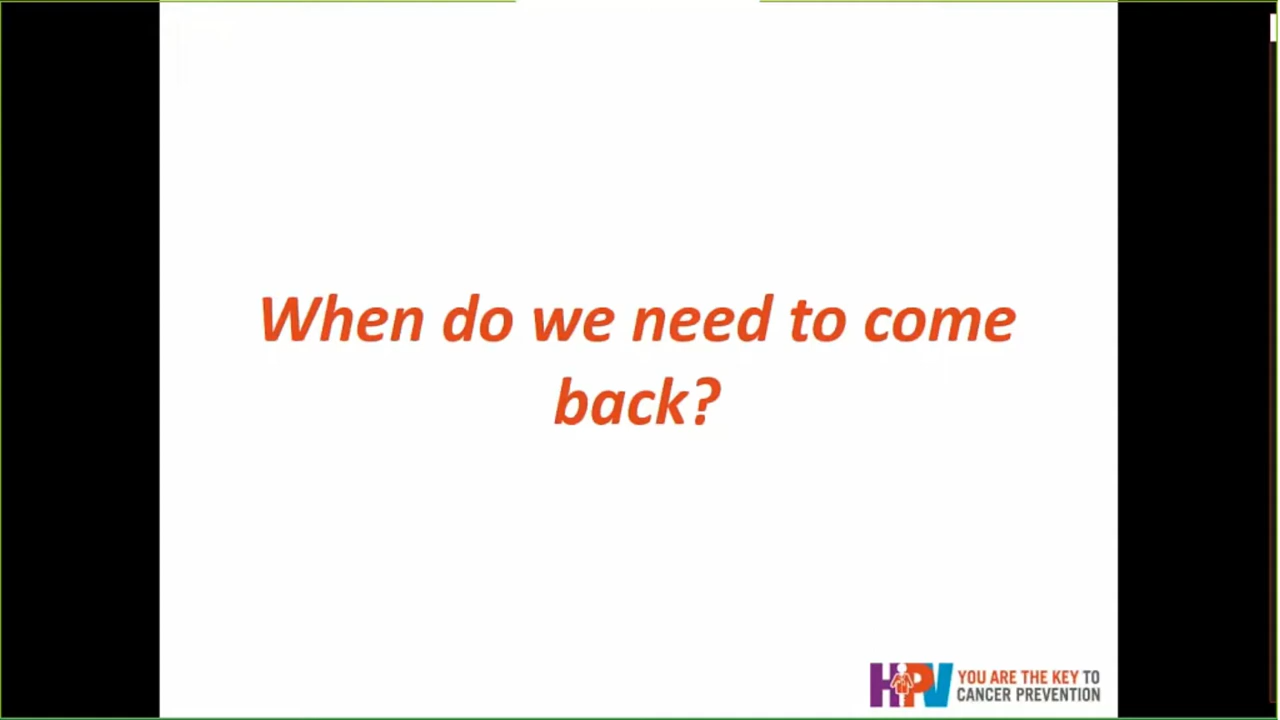 When do we need to come
back?
HPV YOU ARE THE KEY TO
CANCER PREVENTION